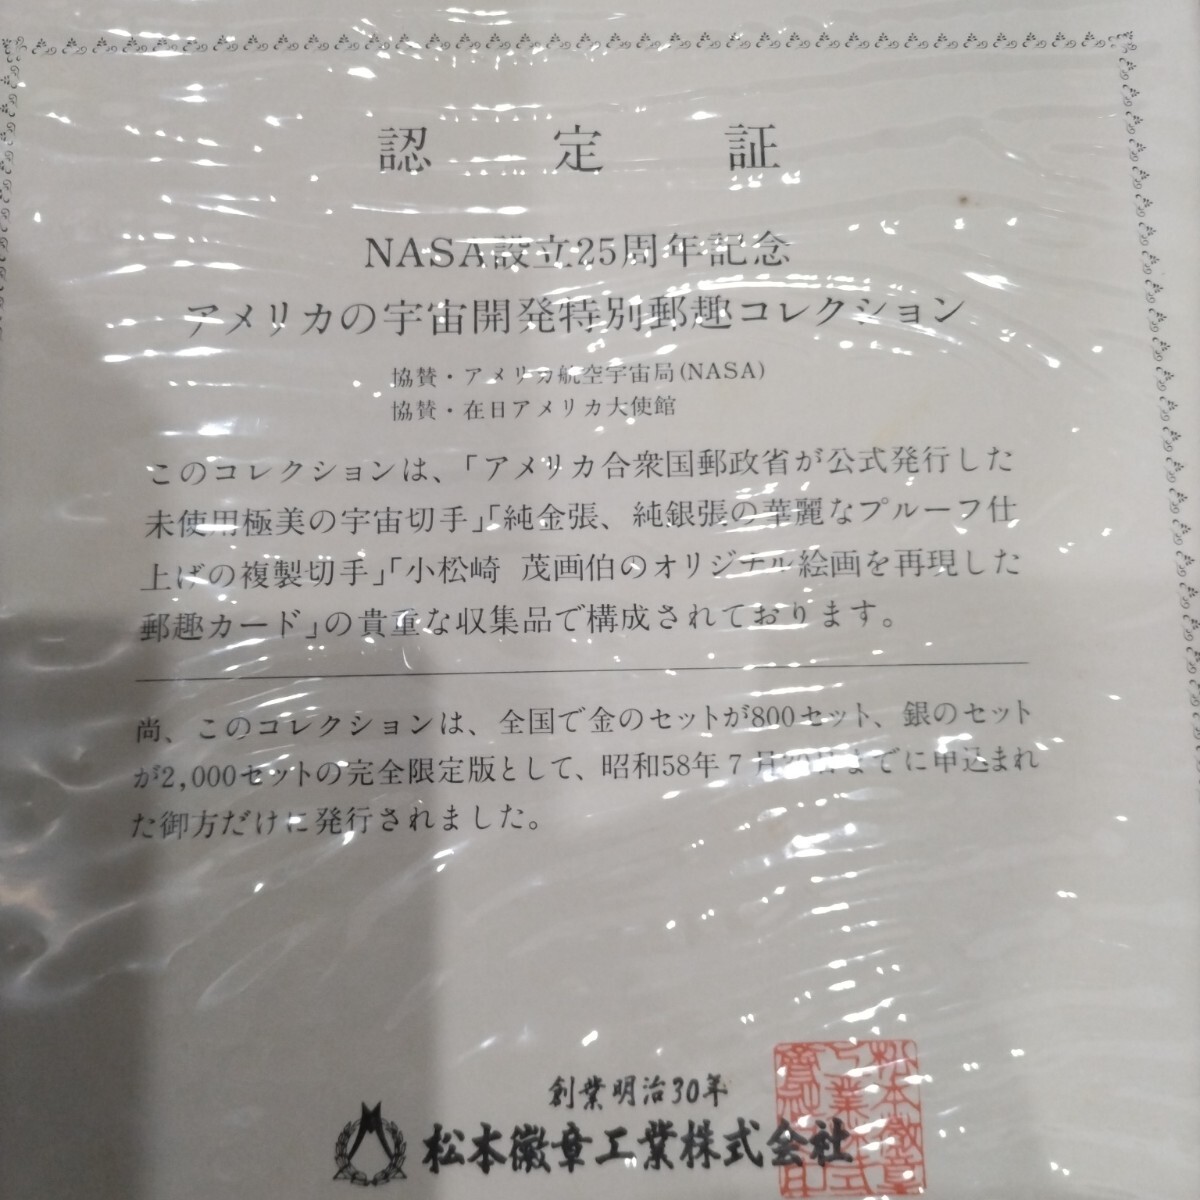 認定証
NASA設立25周年記念
アメリカの宇宙開発特別郵趣コレクション
協賛・アメリカ航空宇宙局(NASA)
協賛・在日アメリカ大使館
このコレクションは、「アメリカ合衆国郵政省が公式発行した
未使用極美の宇宙切手」「純金張、純銀張の華麗なプルーフ仕
上げの複製切手」「小松崎 茂画伯のオリジナル絵画を再現した
郵趣カード」の貴重な収集品で構成されております。
尚、このコレクションは、全国で金のセットが800セット、銀のセット
が2,000セットの完全限定版として、昭和58年7月20日までに申込まれ
た御方だけに発行されました。
創業明治30年
松本徽章工業株式会社